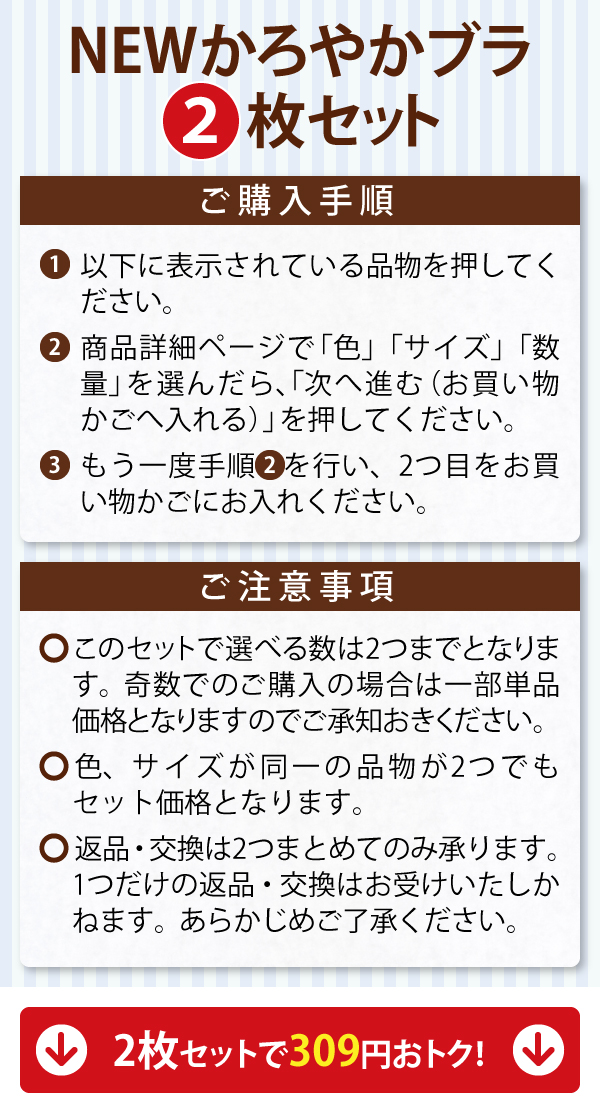 NEWかろやかブラ
2枚セット
ご購入手順
1 以下に表示されている品物を押してく
ださい。
2 商品詳細ページで「色」「サイズ」「数
量」を選んだら、「次へ進む（お買い物
かごへ入れる）」を押してください。
3 もう一度手順2を行い、2つ目をお買
い物かごにお入れください。
ご注意事項
○このセットで選べる数は2つまでとなりま
す。奇数でのご購入の場合は一部単品
価格となりますのでご承知おきください。
○色、サイズが同一の品物が2つでも
セット価格となります。
○返品・交換は2つまとめてのみ承ります。
1つだけの返品・交換はお受けいたしか
ねます。あらかじめご了承ください。
2枚セットで309円おトク!